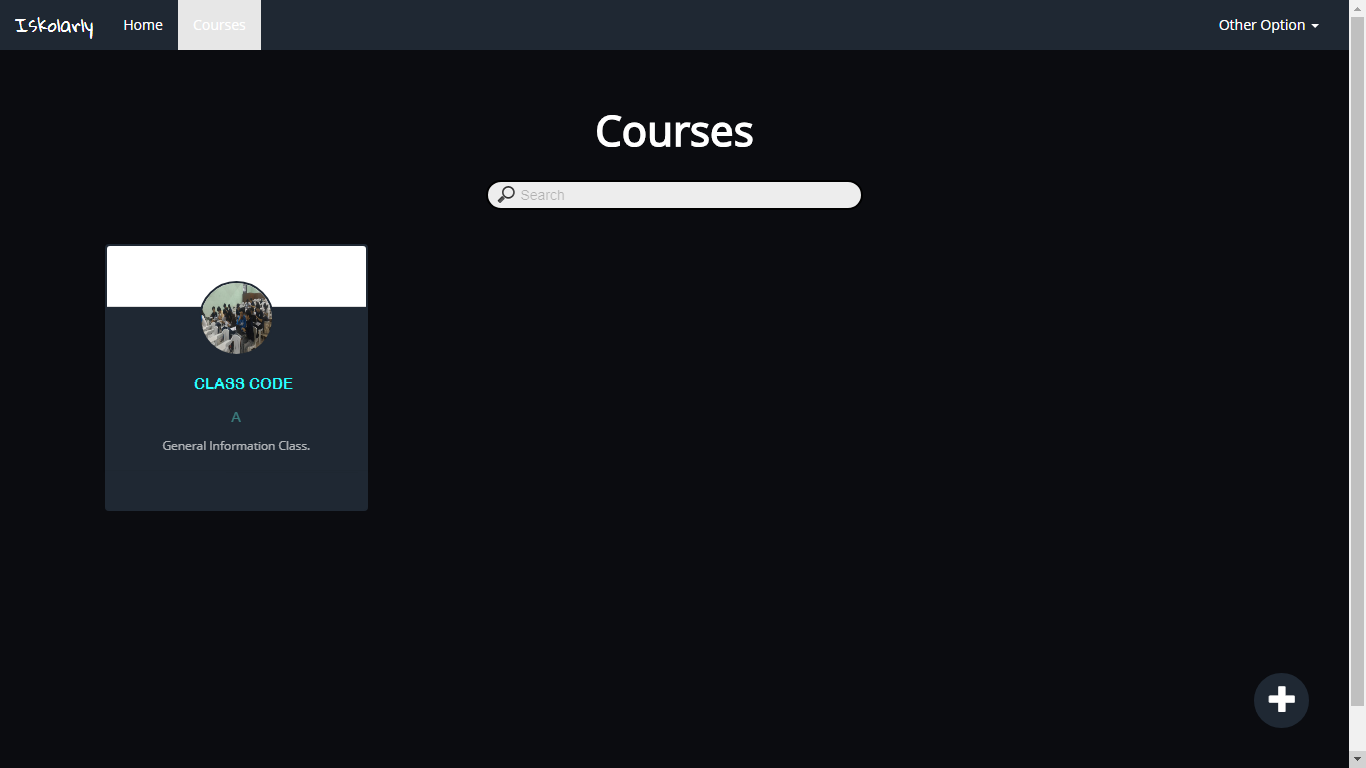 Iskolarly Home Courses Other Option
Courses
Search
CLASS CODE
A
General Information Class.